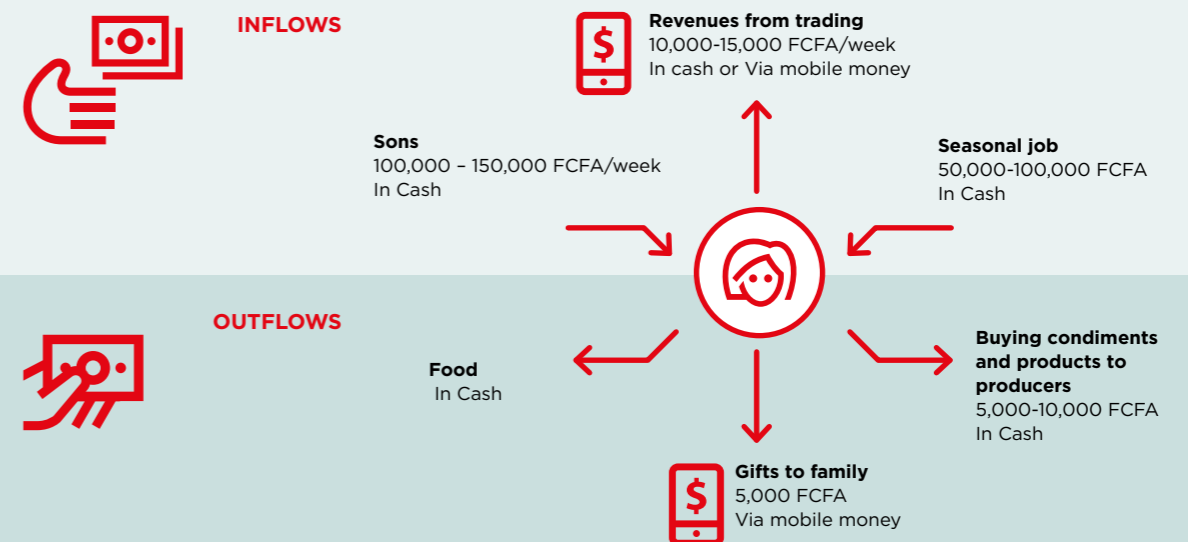 INFLOWS
Revenues from trading
10,000-15,000 FCFA/week
In cash or Via mobile money
$
Sons
100,000 – 150,000 FCFA/week
In Cash
Seasonal job
50,000-100,000 FCFA
In Cash
OUTFLOWS
Food
In Cash
Buying condiments
and products to
producers
5,000-10,000 FCFA
In Cash
$
Gifts to family
5,000 FCFA
Via mobile money